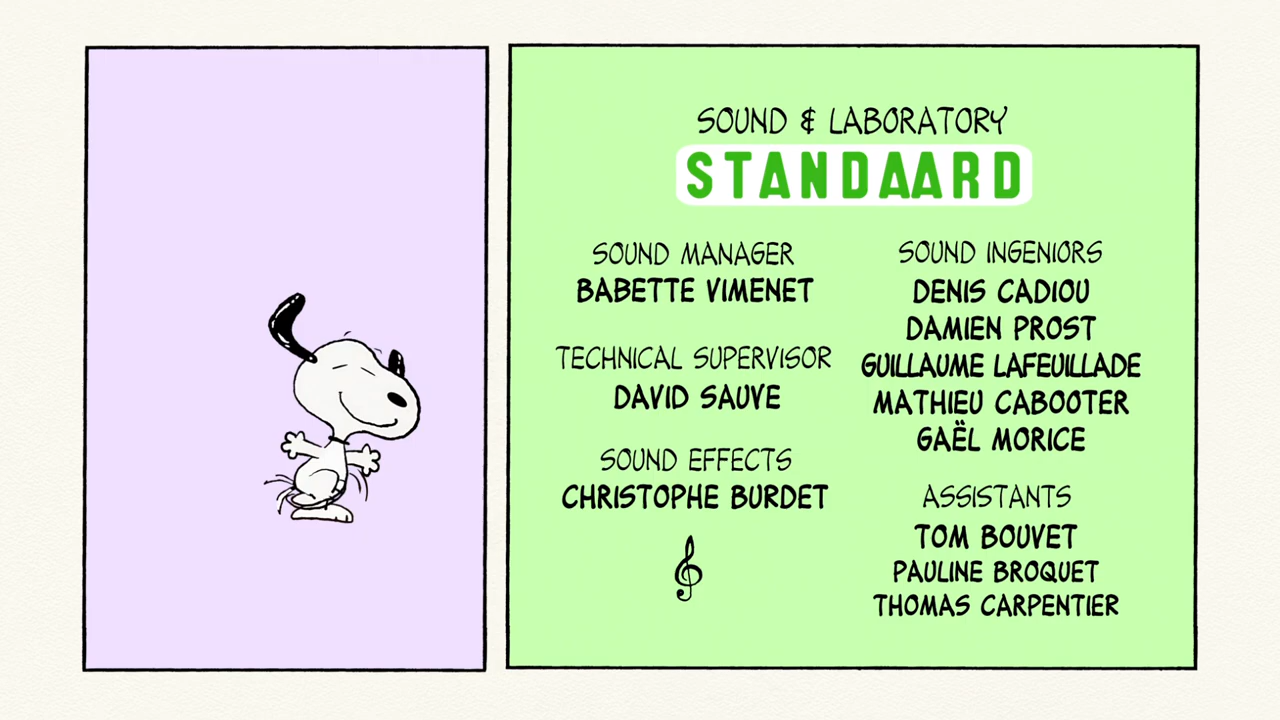 SOUND & LABORATORY
STANDAARD
SOUND MANAGER
BABETTE VIMENET
TECHNICAL SUPERVISOR
DAVID SAUVE
SOUND EFFECTS
CHRISTOPHE BURDET
SOUND INGENIORS
DENIS CADIOU
DAMIEN PROST
GUILLAUME LAFEUILLADE
MATHIEU CABOOTER
GAËL MORICE
ASSISTANTS
TOM BOUVET
PAULINE BROQUET
THOMAS CARPENTIER